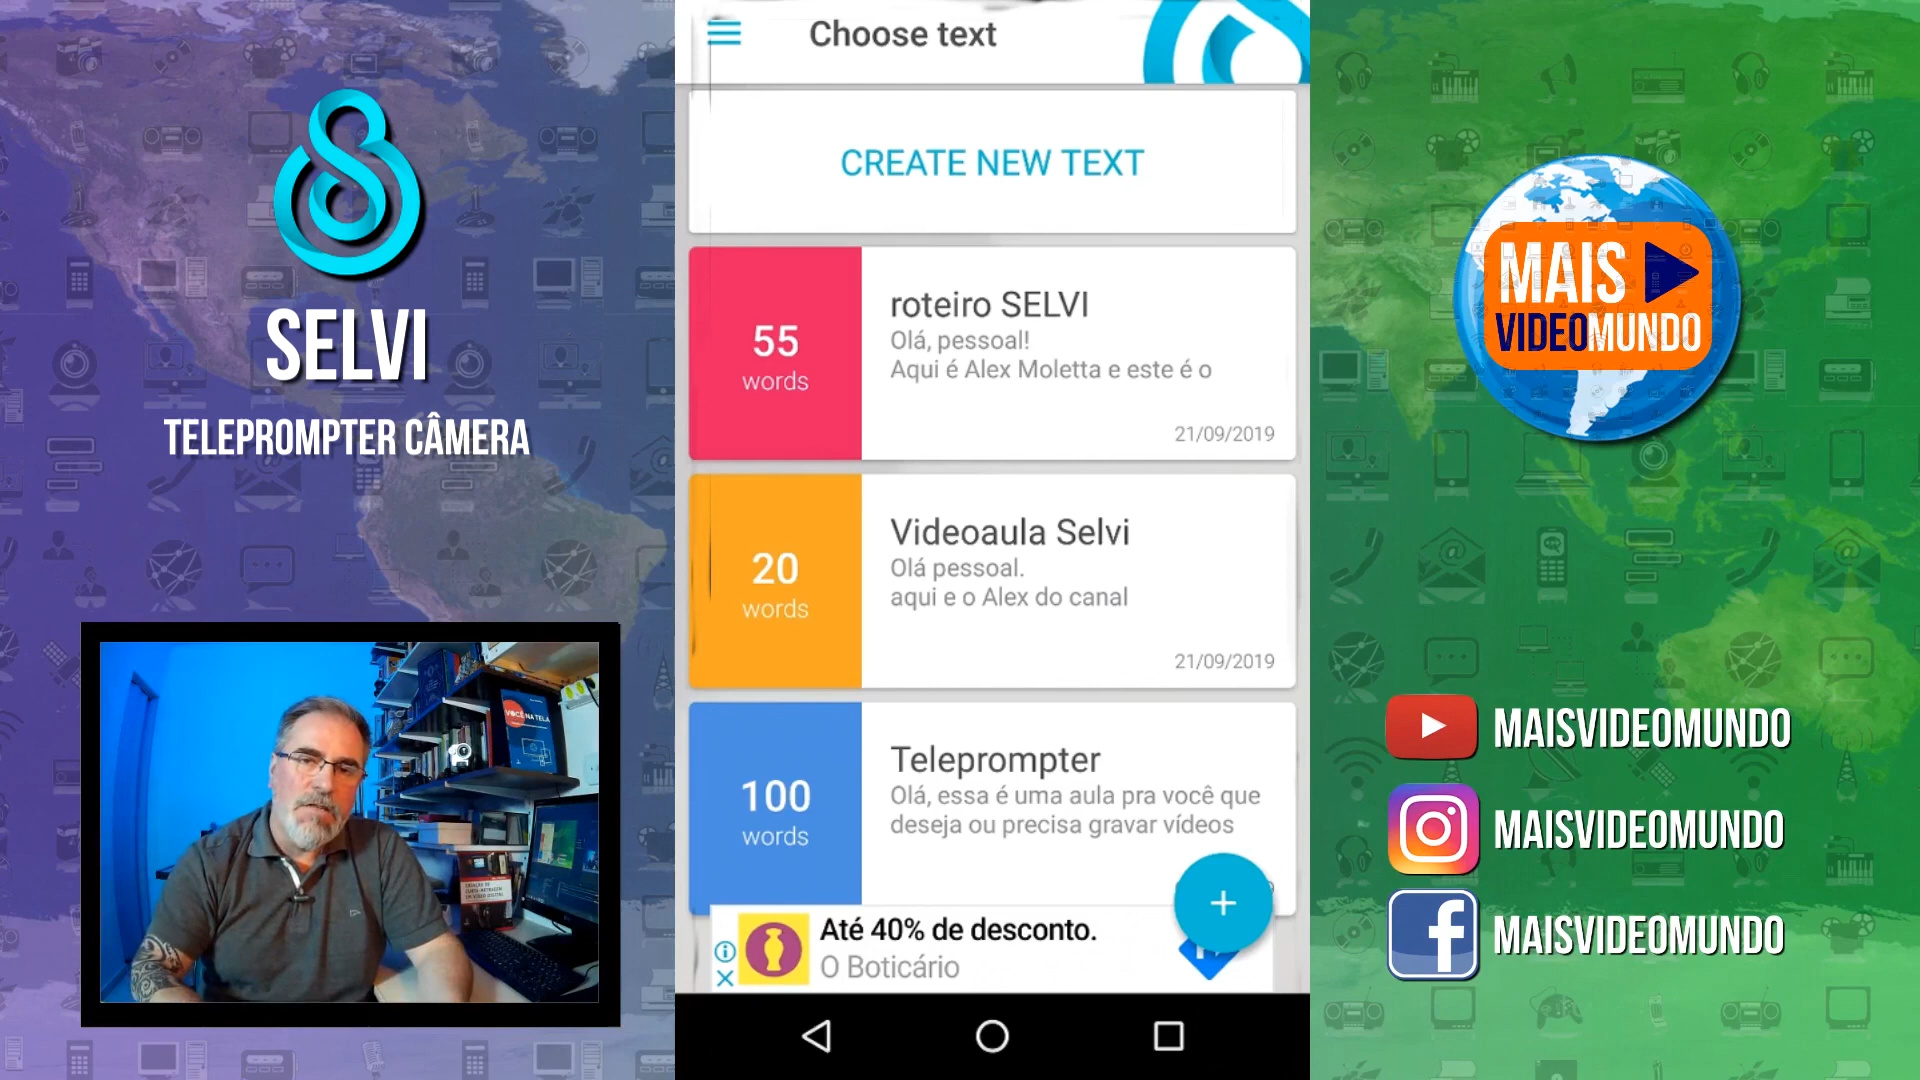 SELVI
TELEPROMPTER CÂMERA
VOCÊ NA TELA
Choose text
CREATE NEW TEXT
55
words
roteiro SELVI
Olá, pessoal!
Aqui é Alex Moletta e este é o
21/09/2019
20
words
Videoaula Selvi
Olá pessoal.
aqui e o Alex do canal
21/09/2019
100
words
Teleprompter
Olá, essa é uma aula pra você que
deseja ou precisa gravar vídeos
Até 40% de desconto.
O Boticário
MAIS
VIDEOMUNDO
MAISVIDEOMUNDO
MAISVIDEOMUNDO
MAISVIDEOMUNDO